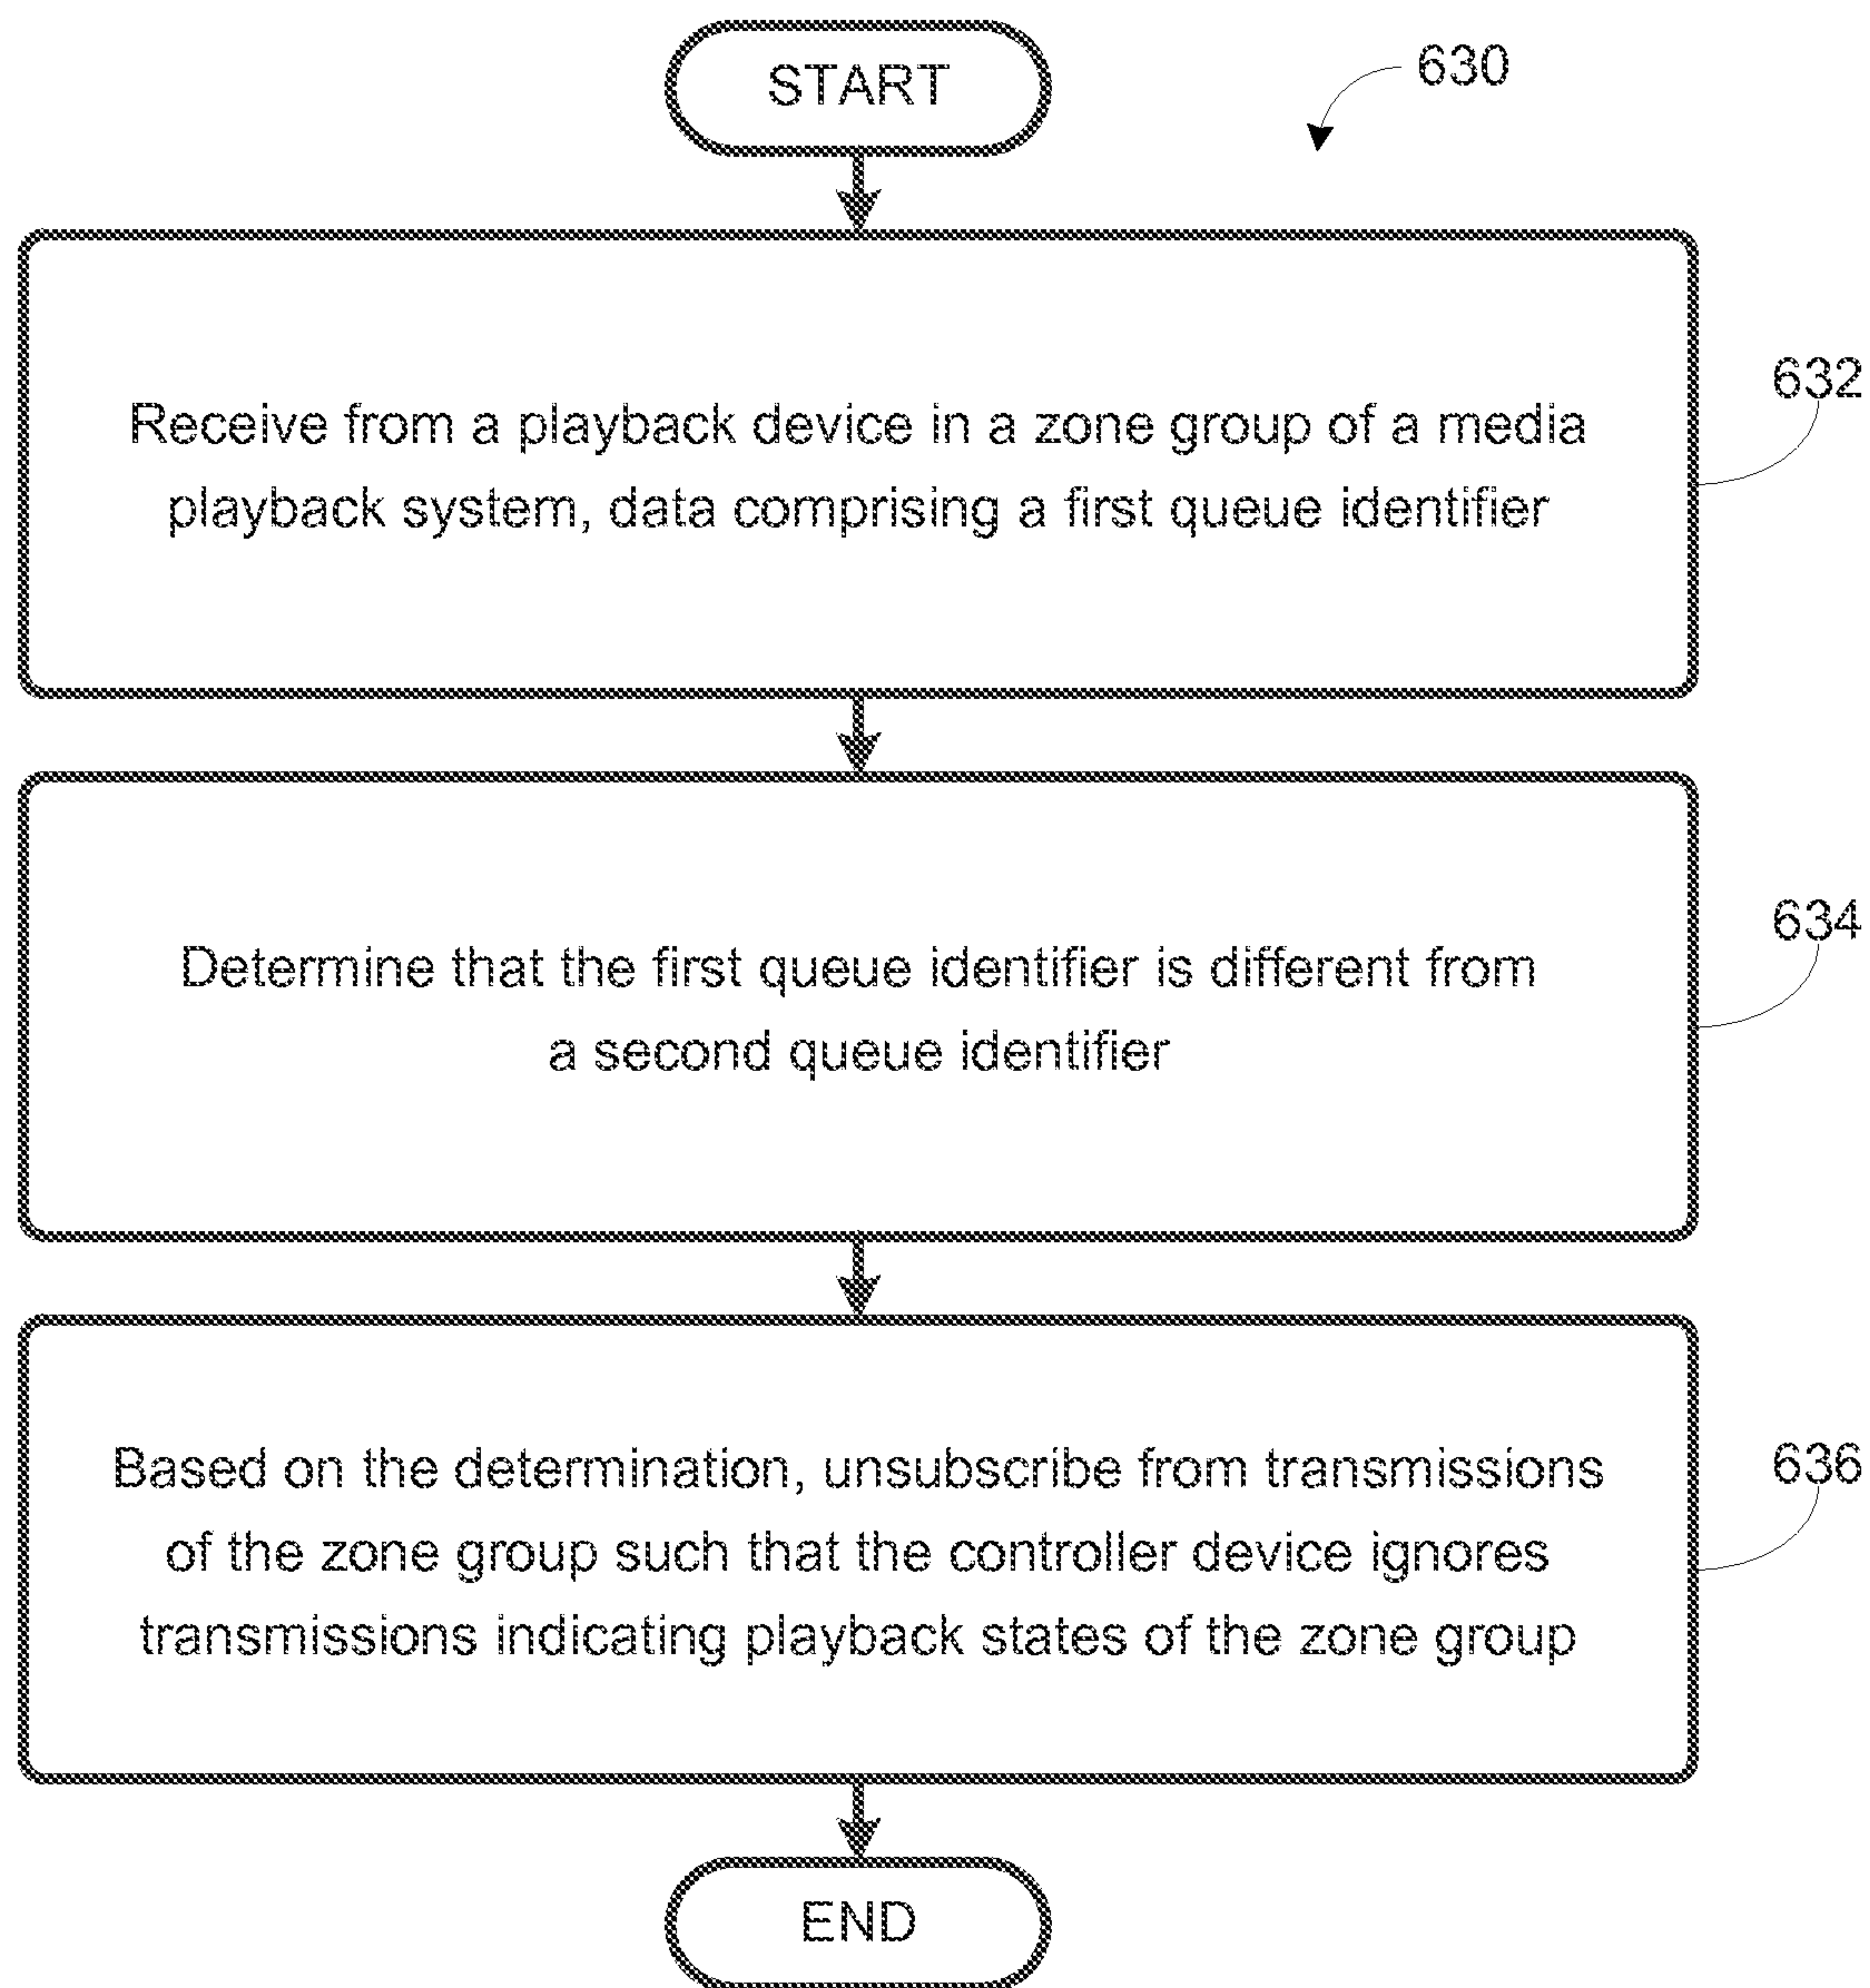 START
630
Receive from a playback device in a zone group of a media
playback system, data comprising a first queue identifier
632
Determine that the first queue identifier is different from
a second queue identifier
634
Based on the determination, unsubscribe from transmissions
of the zone group such that the controller device ignores
transmissions indicating playback states of the zone group
636
END